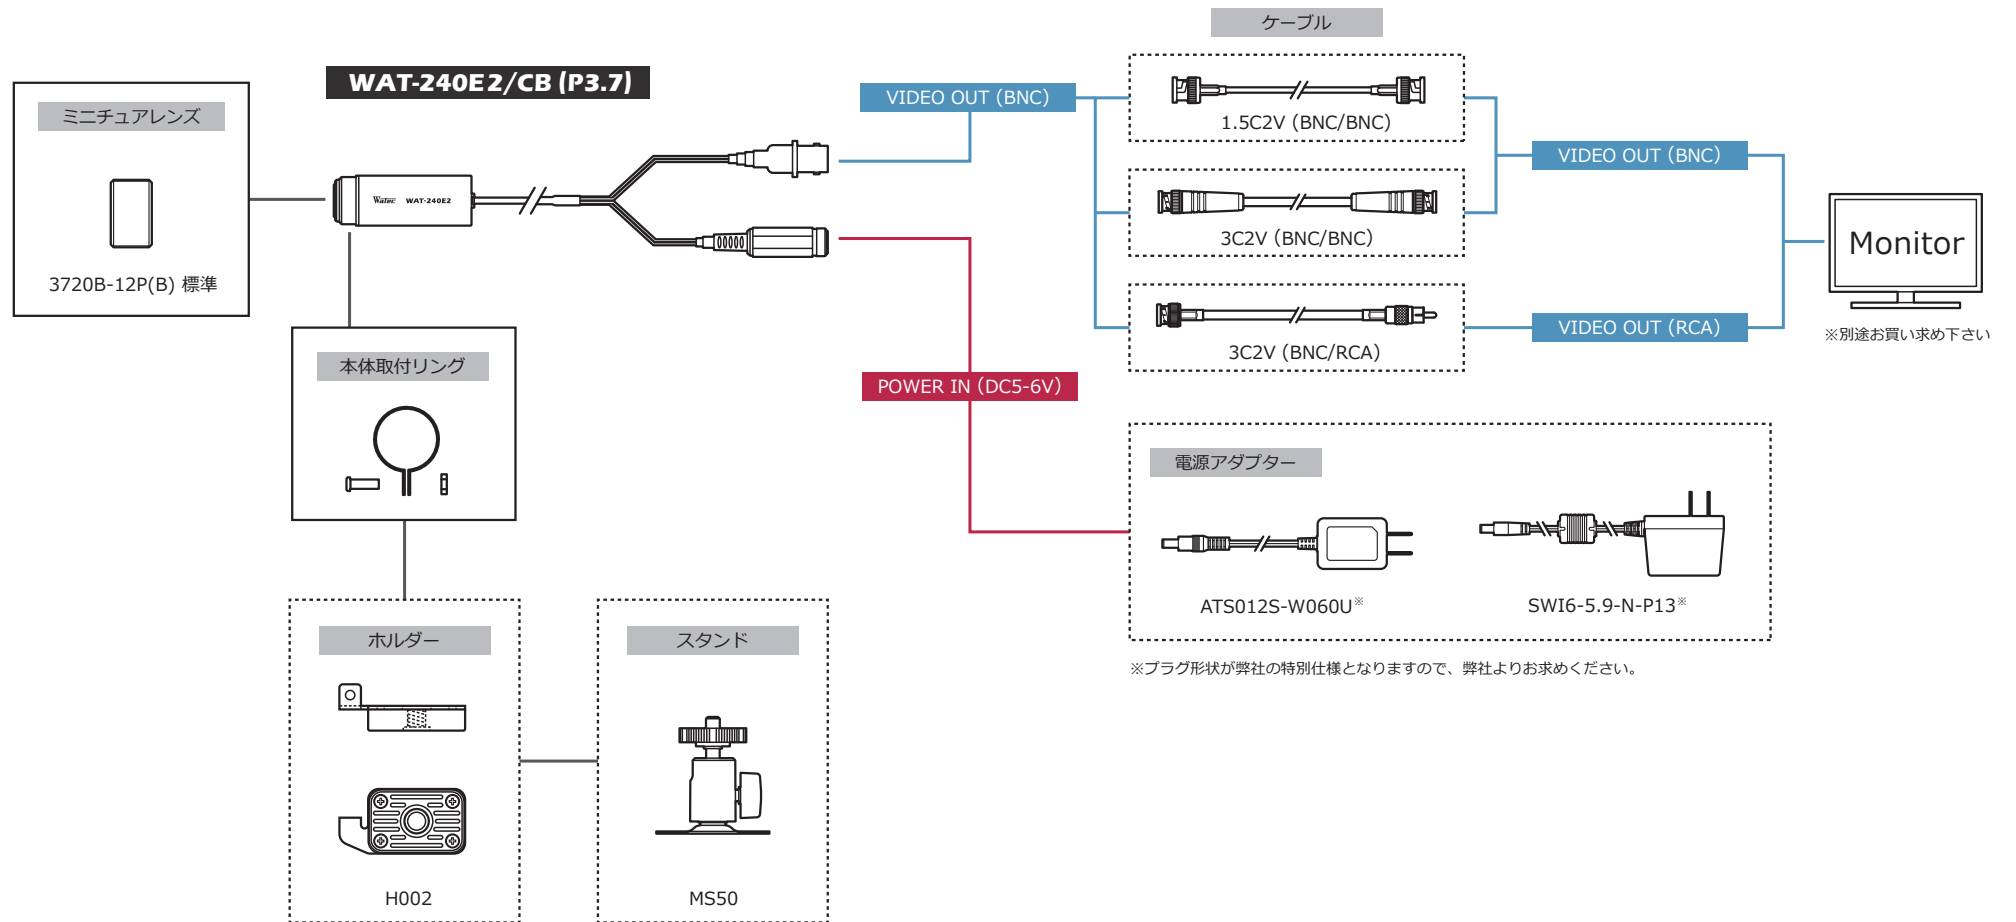 ケーブル
WAT-240E2/CB (P3.7)
ミニチュアレンズ
3720B-12P(B) 標準
Watec WAT-240E2
VIDEO OUT (BNC)
1.5C2V (BNC/BNC)
3C2V (BNC/BNC)
3C2V (BNC/RCA)
VIDEO OUT (BNC)
VIDEO OUT (RCA)
Monitor
※別途お買い求め下さい
本体取付リング
POWER IN (DC5-6V)
電源アダプター
ATS012S-W060U※
SWI6-5.9-N-P13※
※プラグ形状が弊社の特別仕様となりますので、弊社よりお求めください。
ホルダー
H002
スタンド
MS50